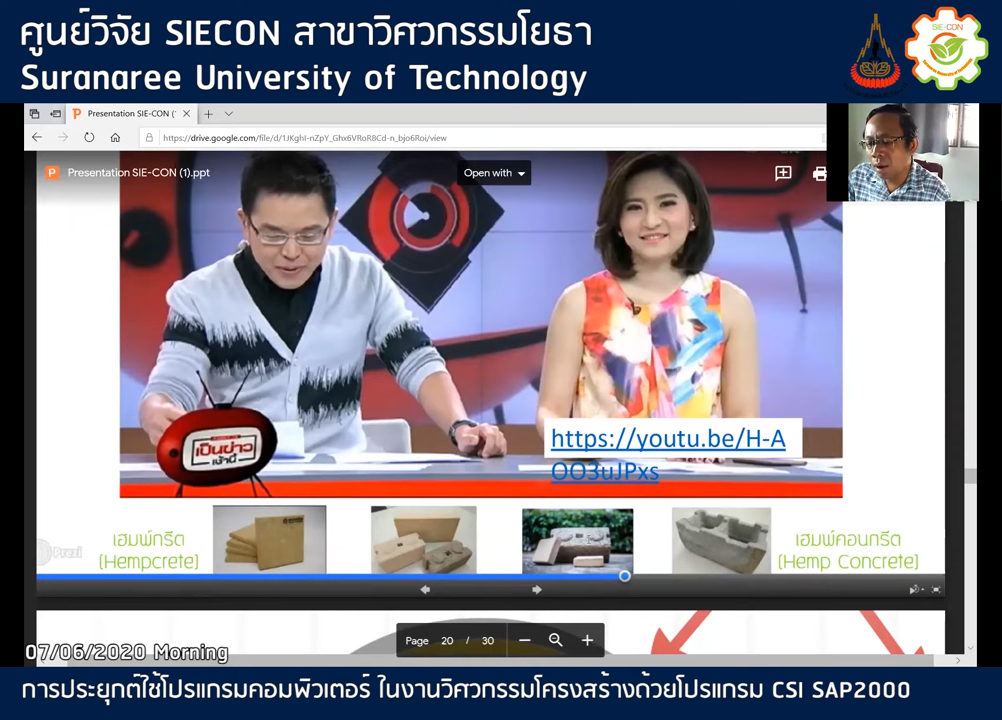 ศูนย์วิจัย SIECON สาขาวิศวกรรมโยธา
Suranaree University of Technology
SIE-CON
Presentation SIE-CON (
https://drive.google.com/file/d/1JKghI-nZpY_Ghx6VRoR8Cd-n_bjo6Roi/view
P Presentation SIE-CON (1).ppt
Open with
เป็นข่าว
เช้านี้
https://youtu.be/H-A
OO3uJPxs
Prezi
เฮมพ์กรีต
(Hempcrete)
เฮมพ์คอนกรีต
(Hemp Concrete)
Page 20 / 30
07/06/2020 Morning
การประยุกต์ใช้โปรแกรมคอมพิวเตอร์ ในงานวิศวกรรมโครงสร้างด้วยโปรแกรม CSI SAP2000